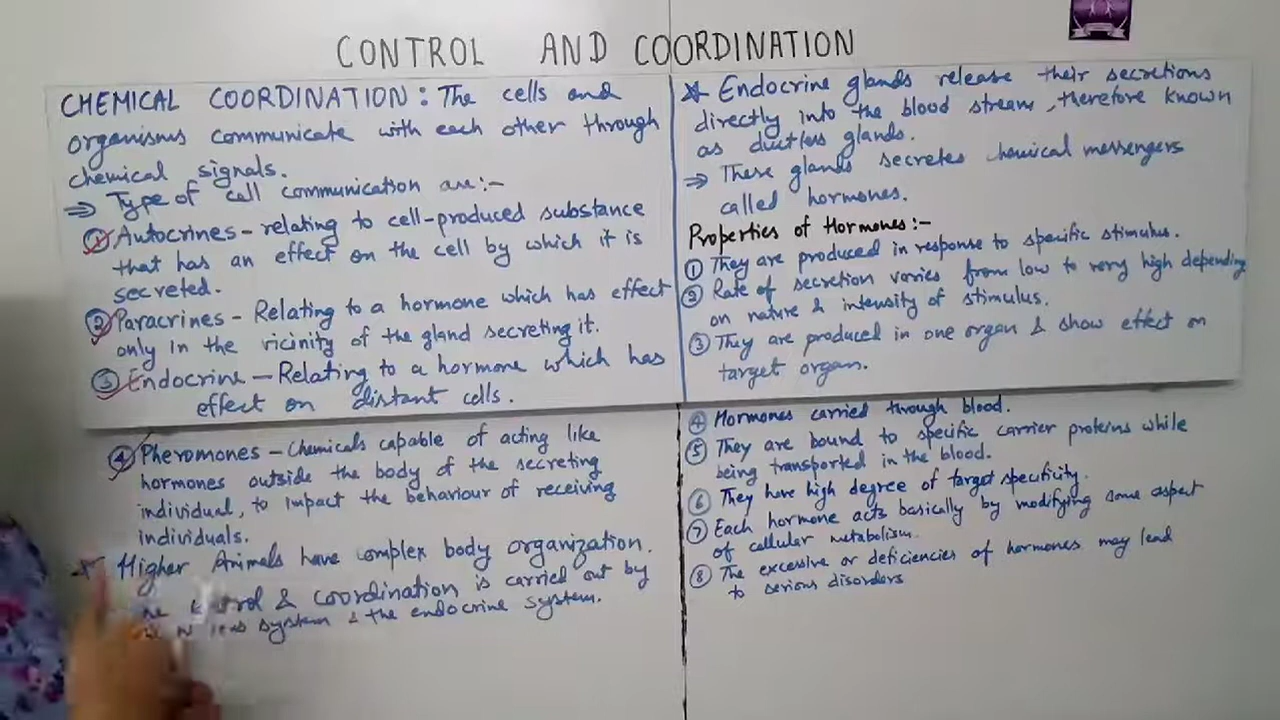 CONTROL AND COORDINATION
CHEMICAL COORDINATION: The cells and
organisms communicate with each other through
chemical signals.
⇒ Type of cell communication are:-
① Autocrines - relating to cell-produced substance
that has an effect on the cell by which it is
secreted.
② Paracrines - Relating to a hormone which has effect
only in the vicinity of the gland secreting it.
③ Endocrine - Relating to a hormone which has
effect on distant cells.
④ Pheromones - Chemicals capable of acting like
hormones outside the body of the secreting
individual, to impact the behaviour of receiving
individuals.
* Higher Animals have complex body organization.
& coordination is carried out by
system & the endocrine system.
* Endocrine glands release their secretions
directly into the blood stream, therefore known
as ductless glands.
⇒ These glands secretes chemical messengers
called hormones.
Properties of Hormones:-
① They are produced in response to specific stimulus.
② Rate of secretion varies from low to very high depending
on nature & intensity of stimulus.
③ They are produced in one organ & show effect on
target organ.
④ Hormones carried through blood.
⑤ They are bound to specific carrier proteins while
being transported in the blood.
⑥ They have high degree of target specificity.
⑦ Each hormone acts basically by modifying some aspect
of cellular metabolism.
⑧ The excessive or deficiencies of hormones may lead
to serious disorders